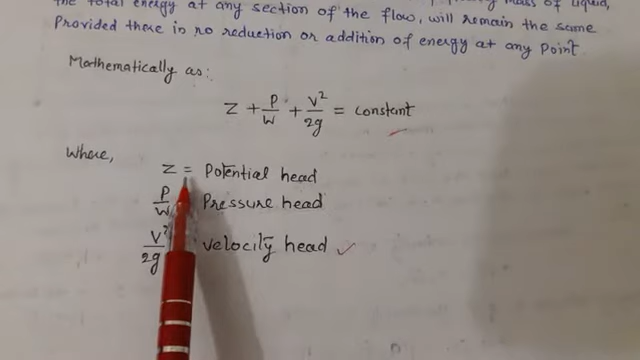 the total energy at any section of the flow, will remain the same
Provided there is no reduction or addition of energy at any Point
Mathematically as:
Z + P/W + V²/2g = constant
Where,
Z = Potential head
P/W Pressure head
V²/2g velocity head